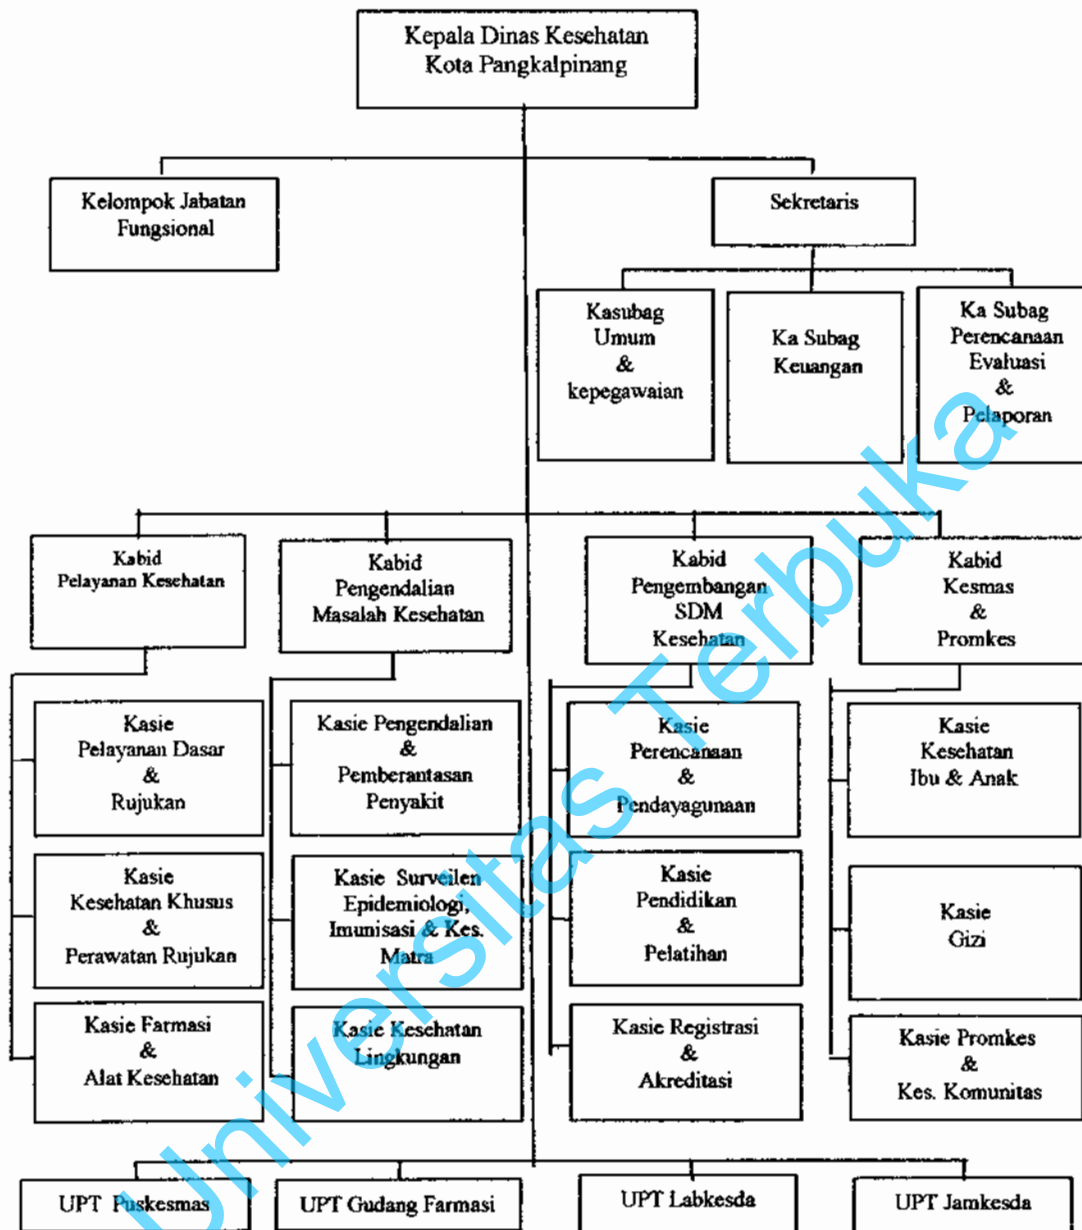 Kepala Dinas Kesehatan
Kota Pangkalpinang
Kelompok Jabatan
Fungsional
Sekretaris
Kasubag
Umum
&
kepegawaian
Ka Subag
Keuangan
Ka Subag
Perencanaan
Evaluasi
&
Pelaporan
Kabid
Pelayanan Kesehatan
Kabid
Pengendalian
Masalah Kesehatan
Kabid
Pengembangan
SDM
Kesehatan
Kabid
Kesmas
&
Promkes
Kasie
Pelayanan Dasar
&
Rujukan
Kasie Pengendalian
&
Pemberantasan
Penyakit
Kasie
Perencanaan
&
Pendayagunaan
Kasie
Kesehatan
Ibu & Anak
Kasie
Kesehatan Khusus
&
Perawatan Rujukan
Kasie Surveilen
Epidemiologi,
Imunisasi & Kes.
Matra
Kasie
Pendidikan
&
Pelatihan
Kasie
Gizi
Kasie Farmasi
&
Alat Kesehatan
Kasie Kesehatan
Lingkungan
Kasie Registrasi
&
Akreditasi
Kasie Promkes
&
Kes. Komunitas
UPT Puskesmas
UPT Gudang Farmasi
UPT Labkesda
UPT Jamkesda
Universitas Terbuka